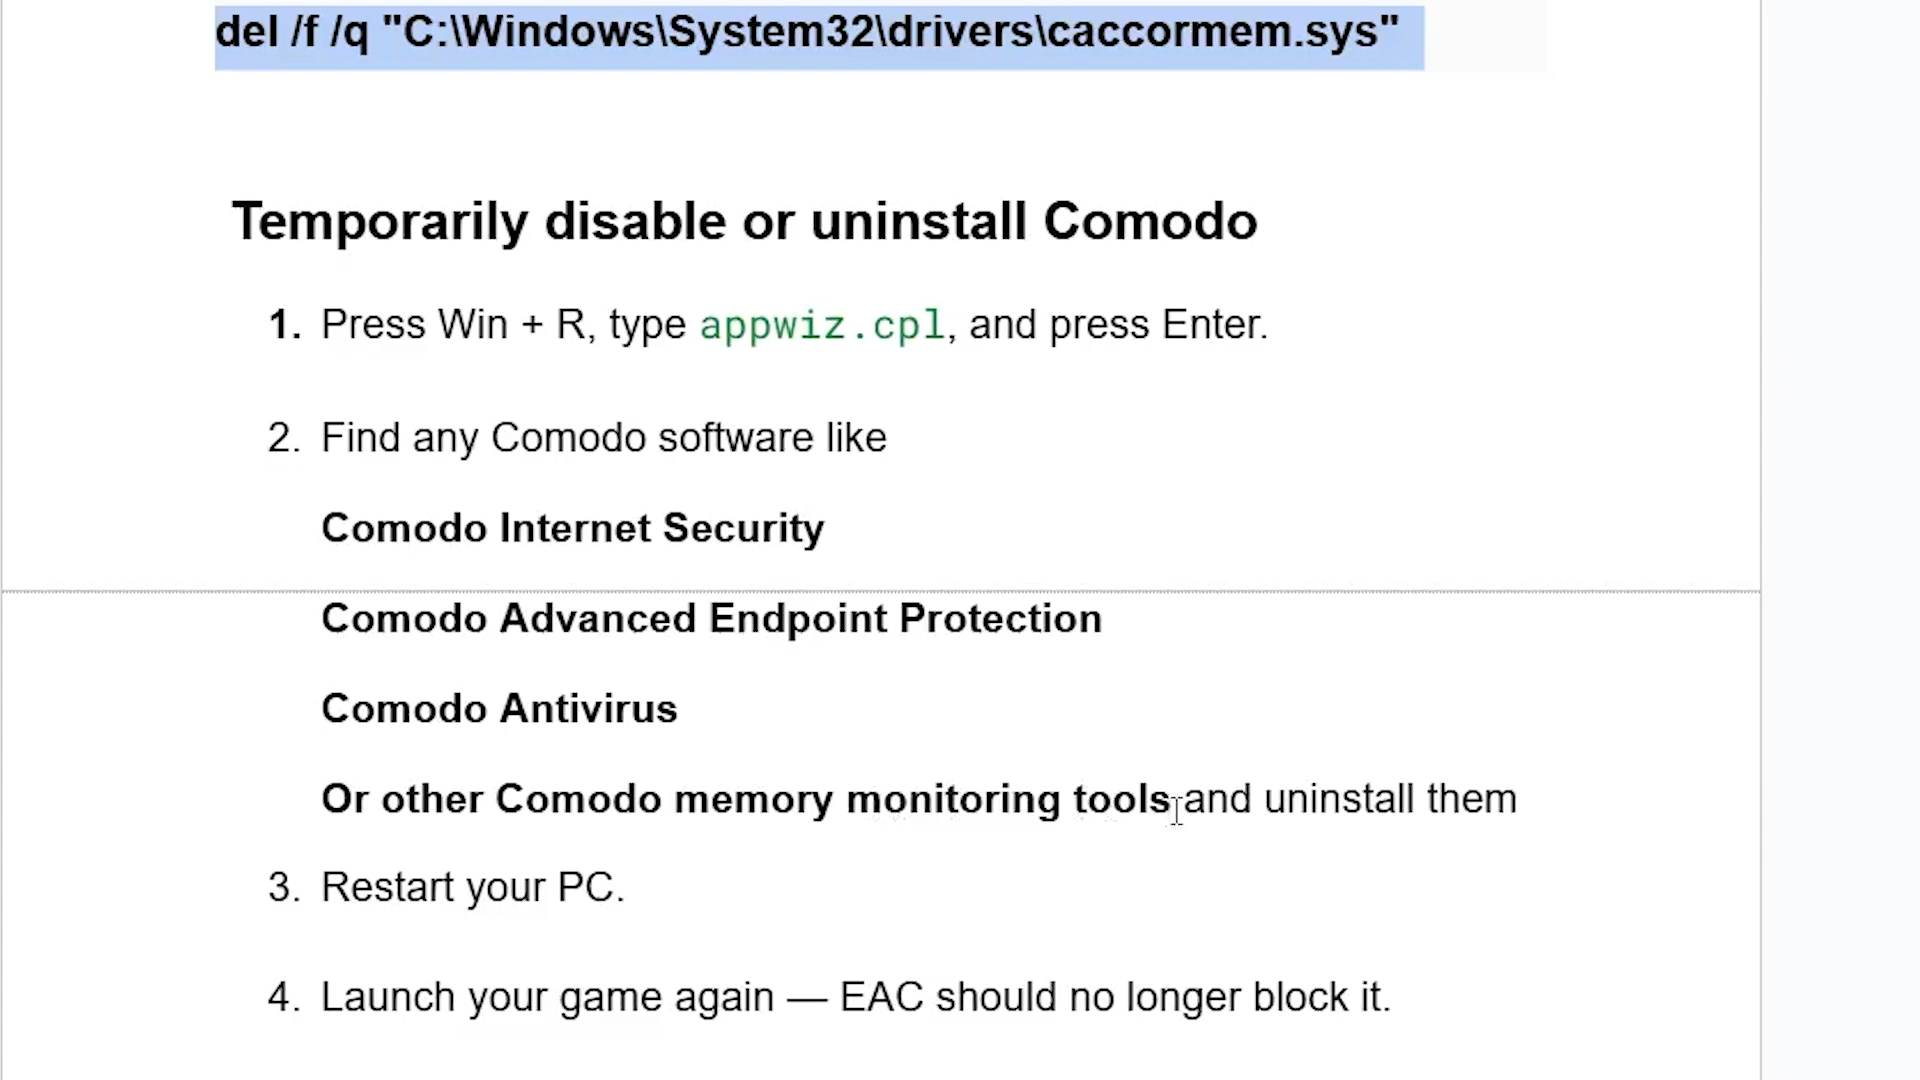 del /f /q "C:\Windows\System32\drivers\caccormem.sys"
Temporarily disable or uninstall Comodo
1. Press Win + R, type appwiz.cpl, and press Enter.
2. Find any Comodo software like
Comodo Internet Security
Comodo Advanced Endpoint Protection
Comodo Antivirus
Or other Comodo memory monitoring tools and uninstall them
3. Restart your PC.
4. Launch your game again — EAC should no longer block it.